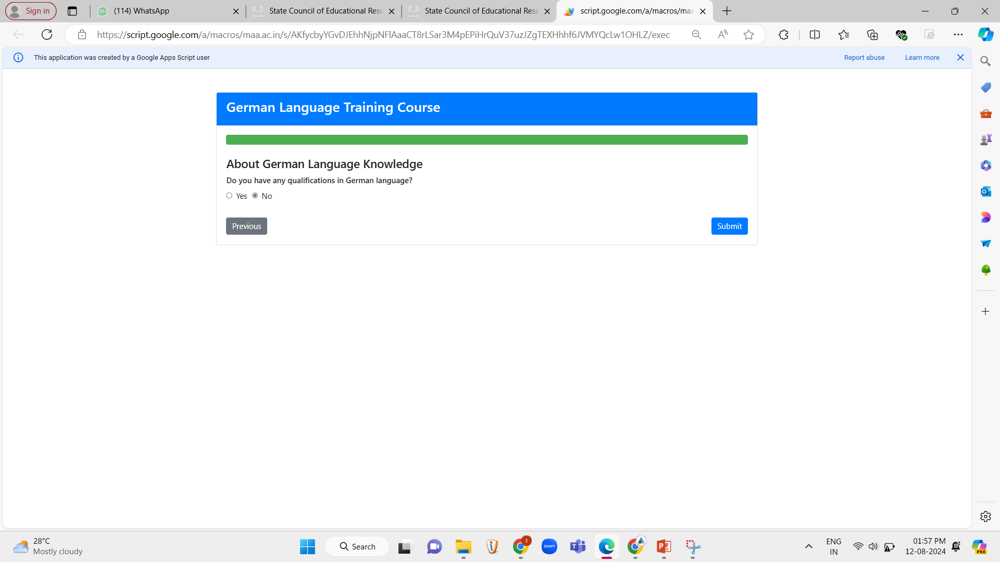 Sign in
(114) WhatsApp
State Council of Educational Rese
State Council of Educational Rese
script.google.com/a/macros/maa
https://script.google.com/a/macros/maa.ac.in/s/AKfycbyYGvDJEhhNjpNFlAaaCT8rLSar3M4pEPiHrQuV37uzJZgTEXHhhf6JVMYQcLw1OHLZ/exec
This application was created by a Google Apps Script user
Report abuse
Learn more
German Language Training Course
About German Language Knowledge
Do you have any qualifications in German language?
Yes No
Previous
Submit
28°C
Mostly cloudy
Search
zoom
ENG
IN
01:57 PM
12-08-2024
PRE